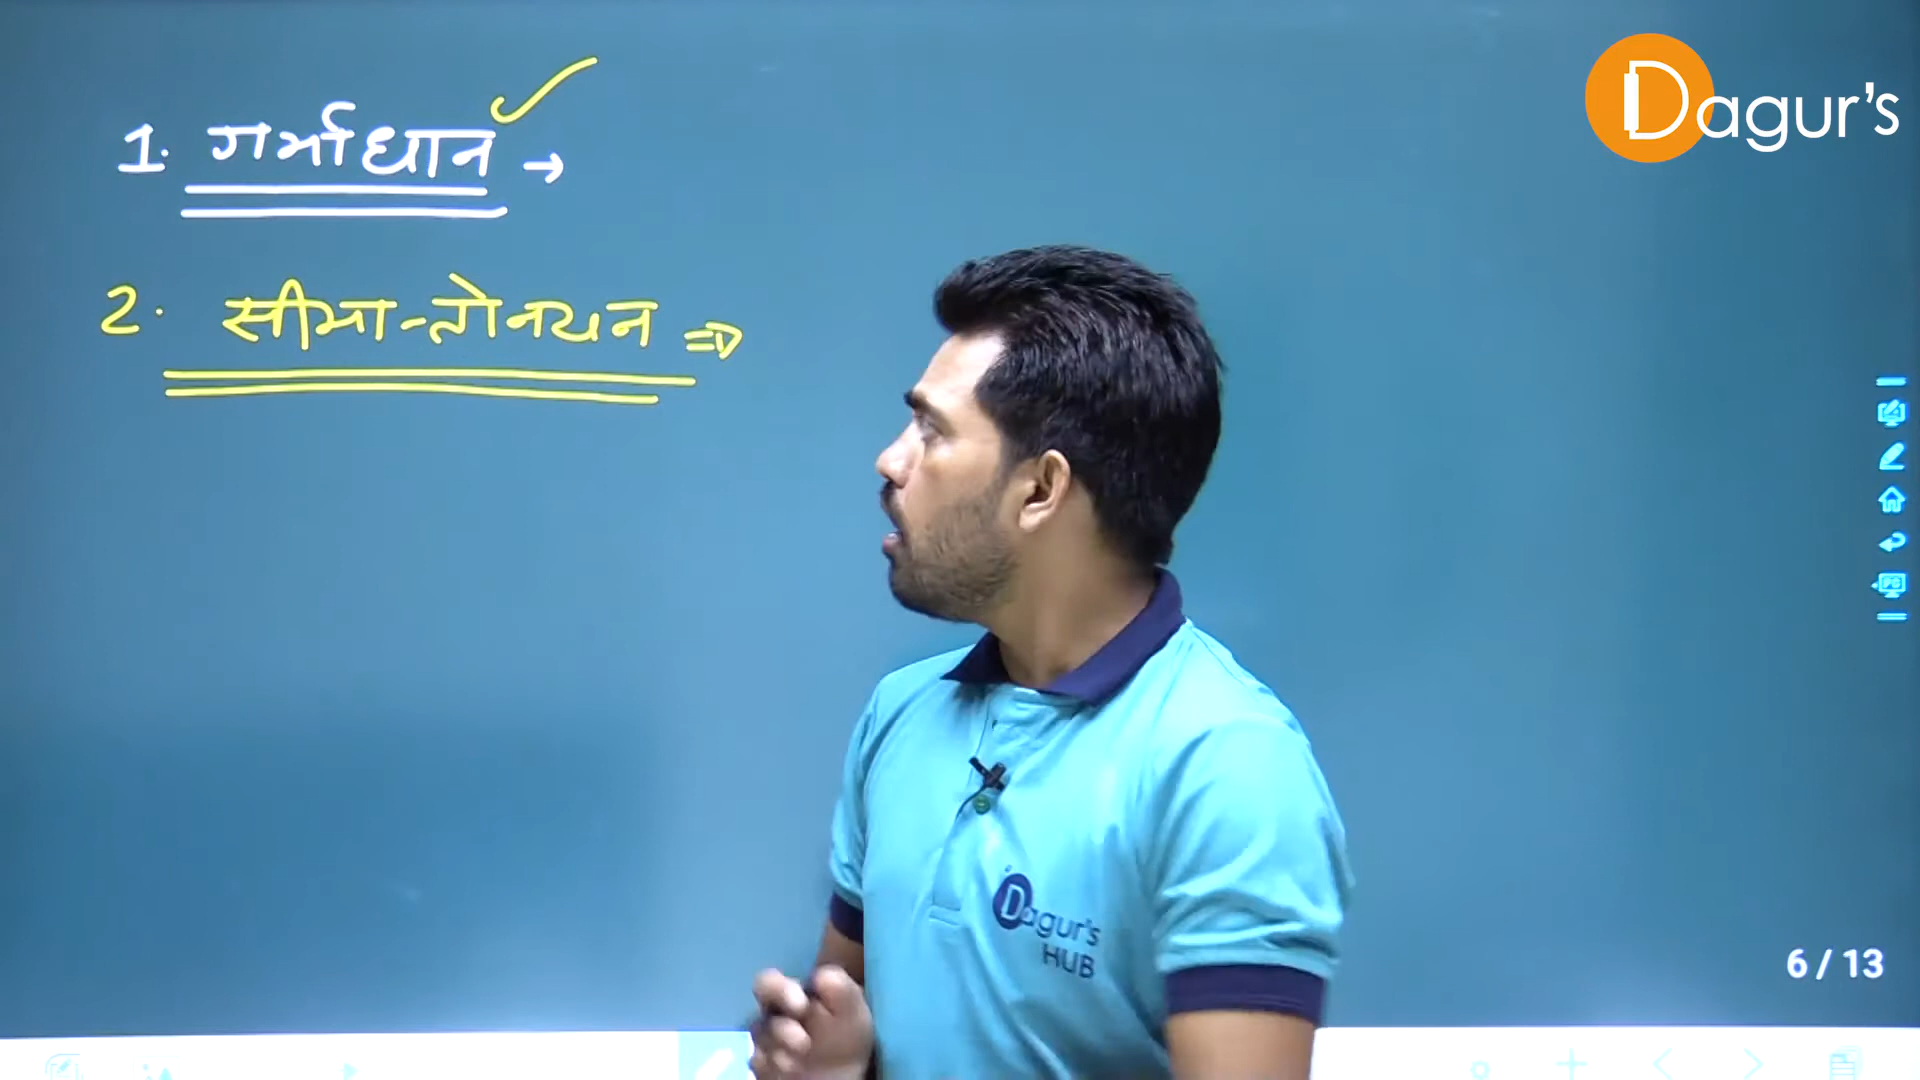 Dagur's
1. गर्भाधान →
2. सीमा-तोनयन ⇒
Dagur's
HUB
6 / 13